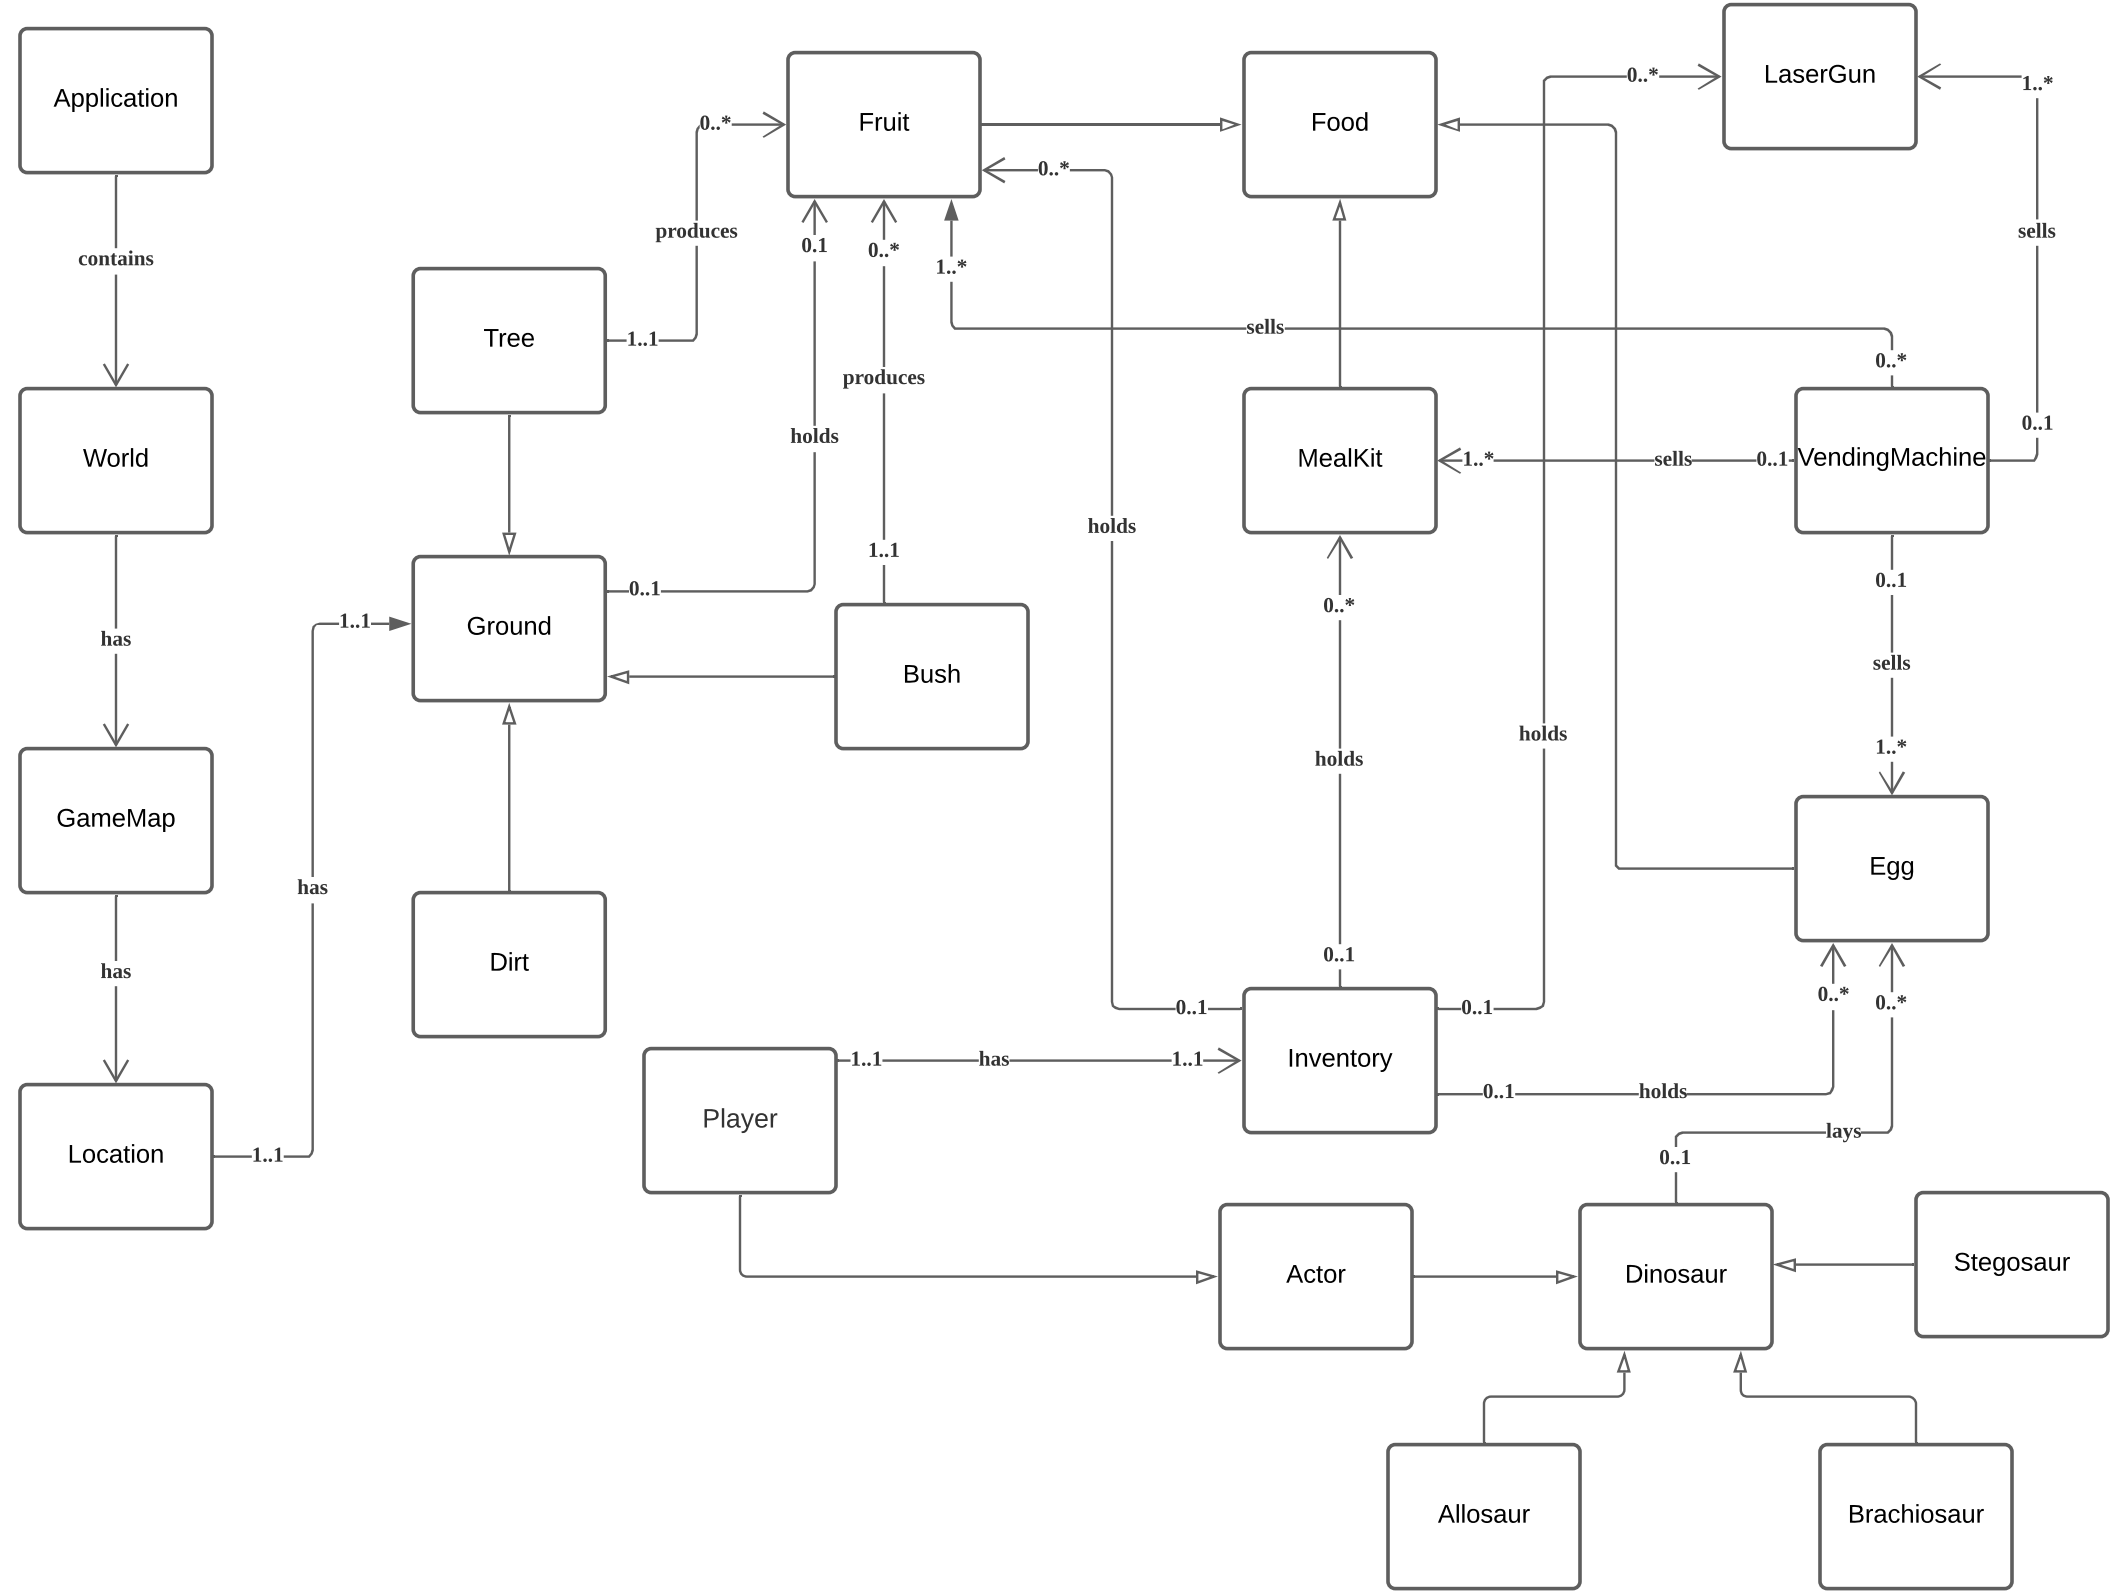 LaserGun
0..*
1..*
Application
Fruit
Food
0..*
0..*
produces
sells
0.1
0..*
1..*
contains
Tree
1..1
sells
0..*
produces
0..1
holds
World
MealKit
1..*
sells
0..1
VendingMachine
holds
1..1
0..1
0..1
0..*
1..1
Ground
has
Bush
sells
holds
1..*
holds
GameMap
Egg
has
0..1
Dirt
has
0..*
0..*
0..1
0..1
Inventory
1..1
has
1..1
0..1
holds
Player
lays
Location
1..1
0..1
Actor
Dinosaur
Stegosaur
Allosaur
Brachiosaur